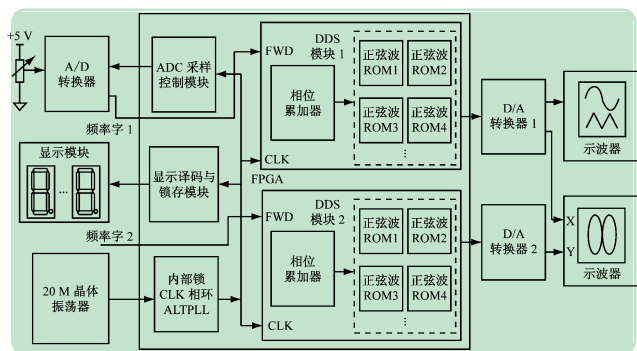 +5 V
A/D
转换器
ADC 采样
控制模块
频率字 1
显示模块
...
显示译码与
锁存模块
频率字 2
20 M 晶体
振荡器
内部锁
CLK 相环
ALTPLL
FPGA
FWD
DDS
模块 1
相位
累加器
CLK
正弦波
ROM1
正弦波
ROM2
正弦波
ROM3
正弦波
ROM4
...
FWD
DDS
模块 2
相位
累加器
CLK
正弦波
ROM1
正弦波
ROM2
正弦波
ROM3
正弦波
ROM4
...
D/A
转换器 1
D/A
转换器 2
示波器
X
Y
示波器